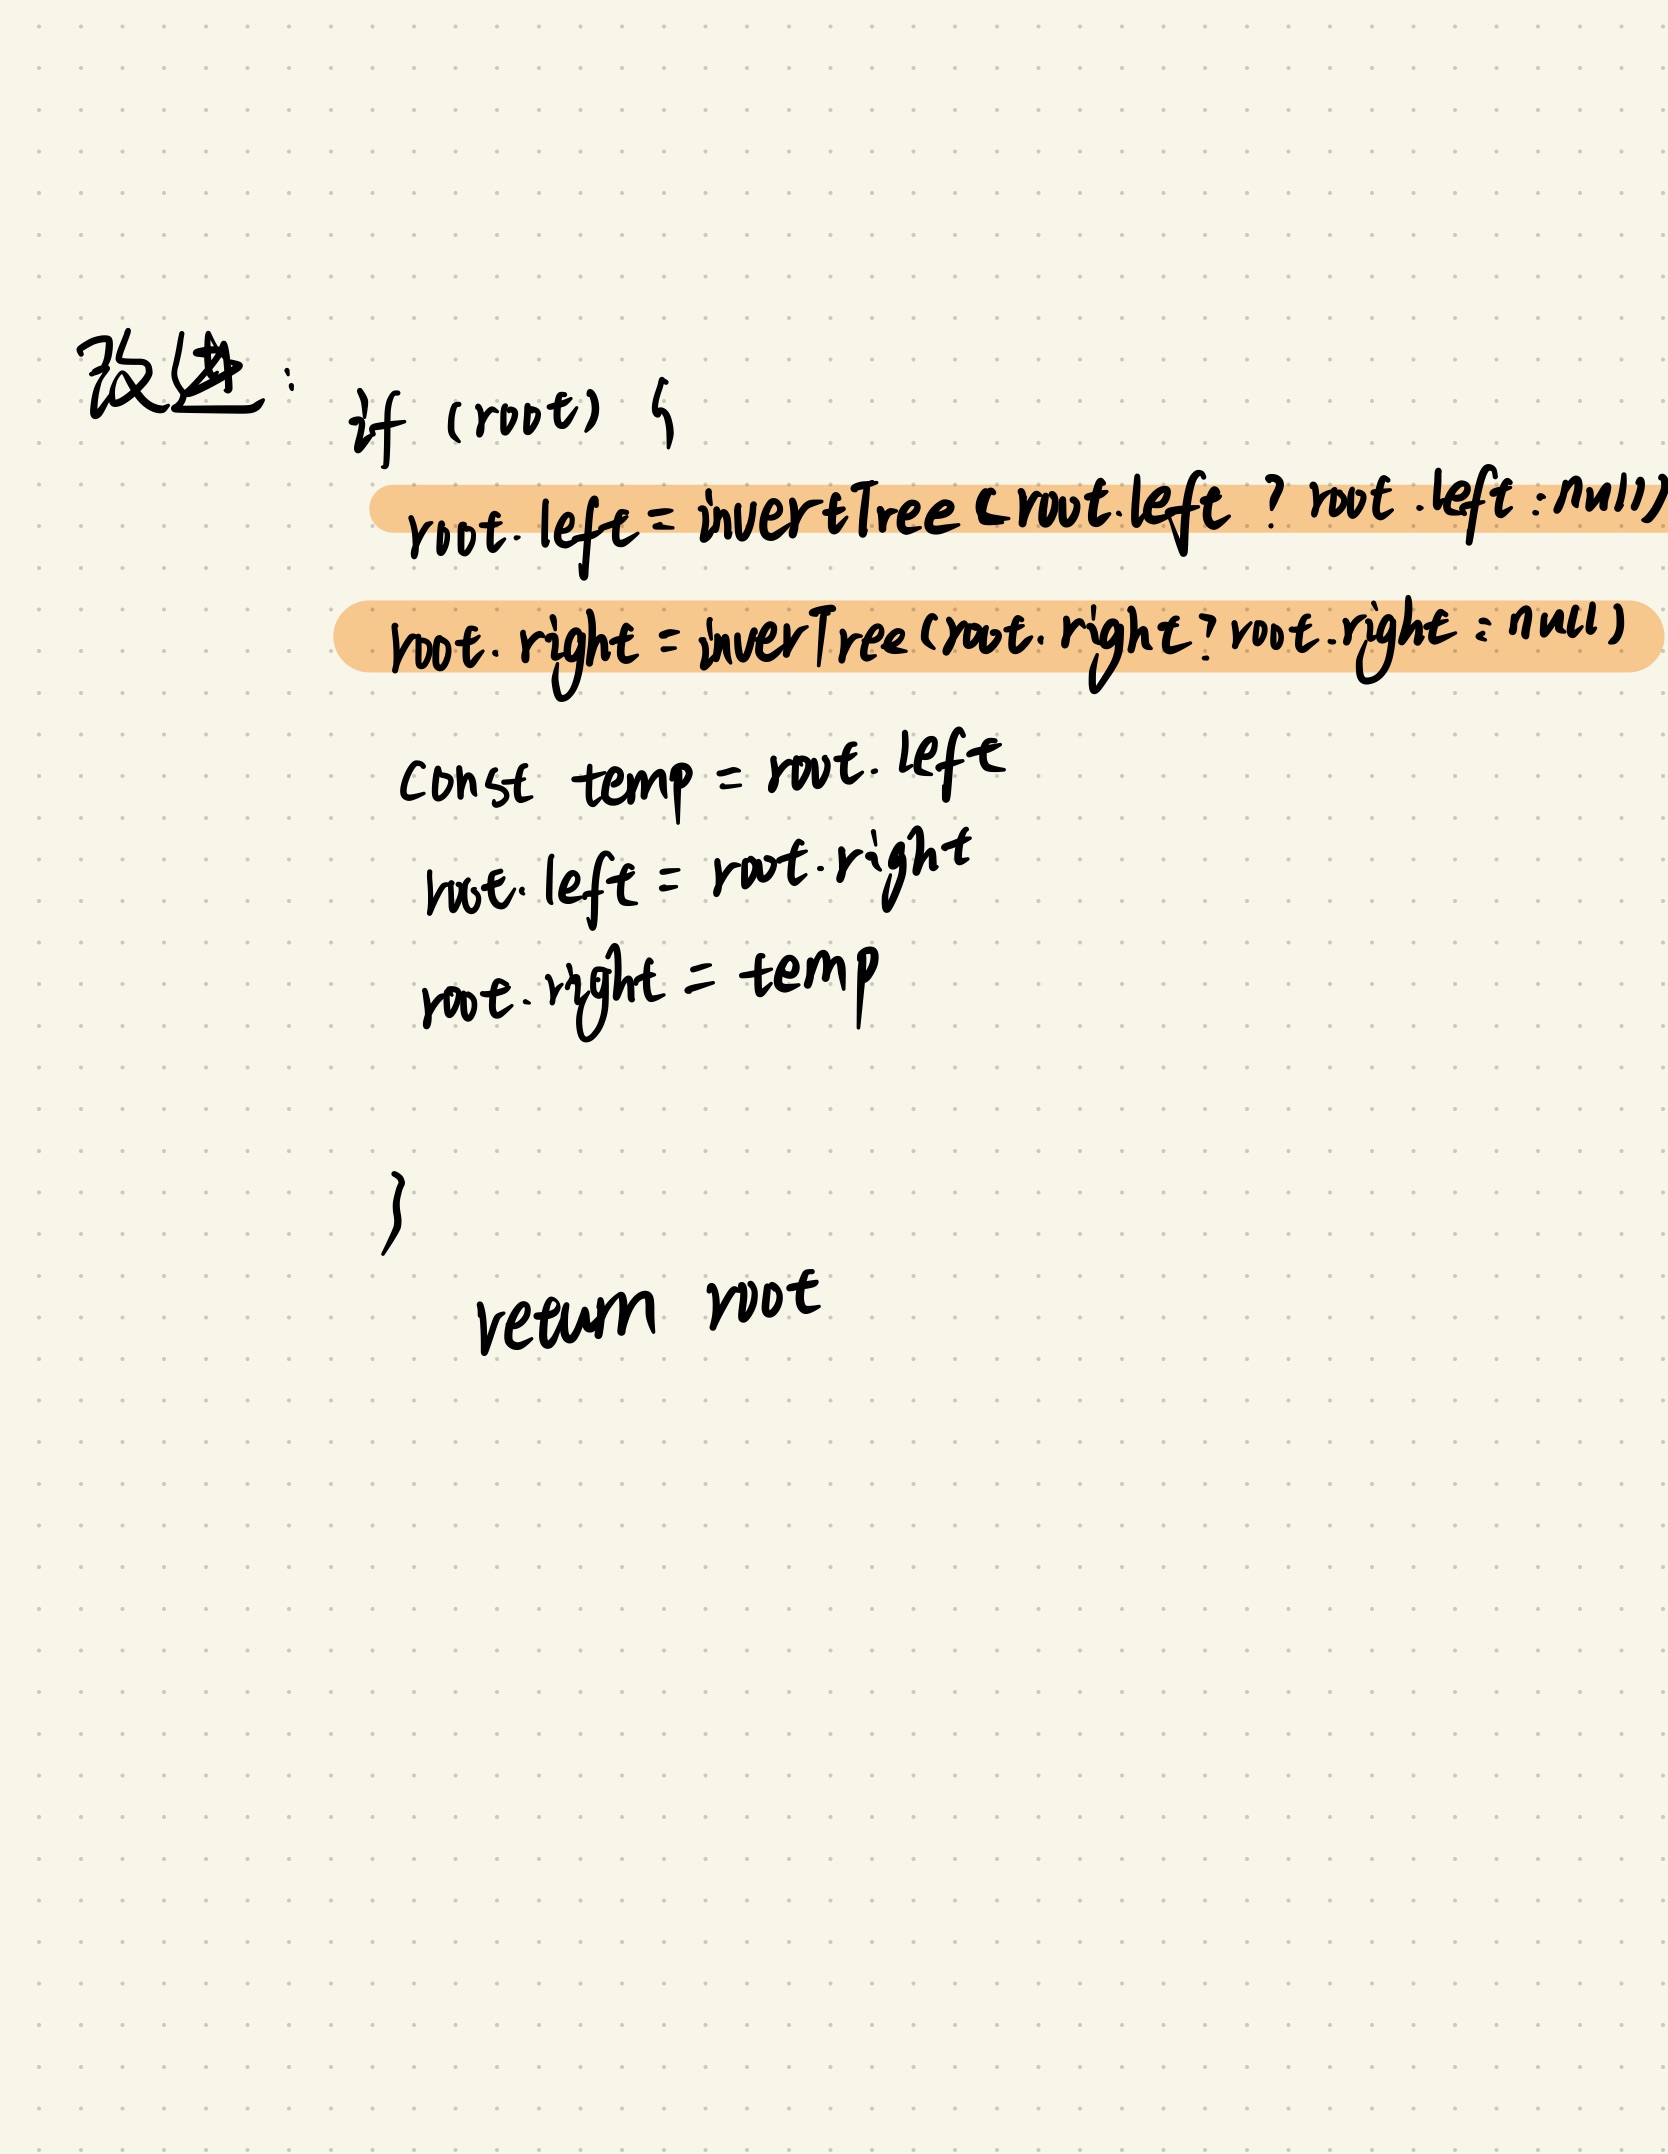 改进:
if (root) {
root.left = invertTree (root.left ? root.left : null)
root.right = inverTree (root.right ? root.right : null)
const temp = root.left
root.left = root.right
root.right = temp
}
return root